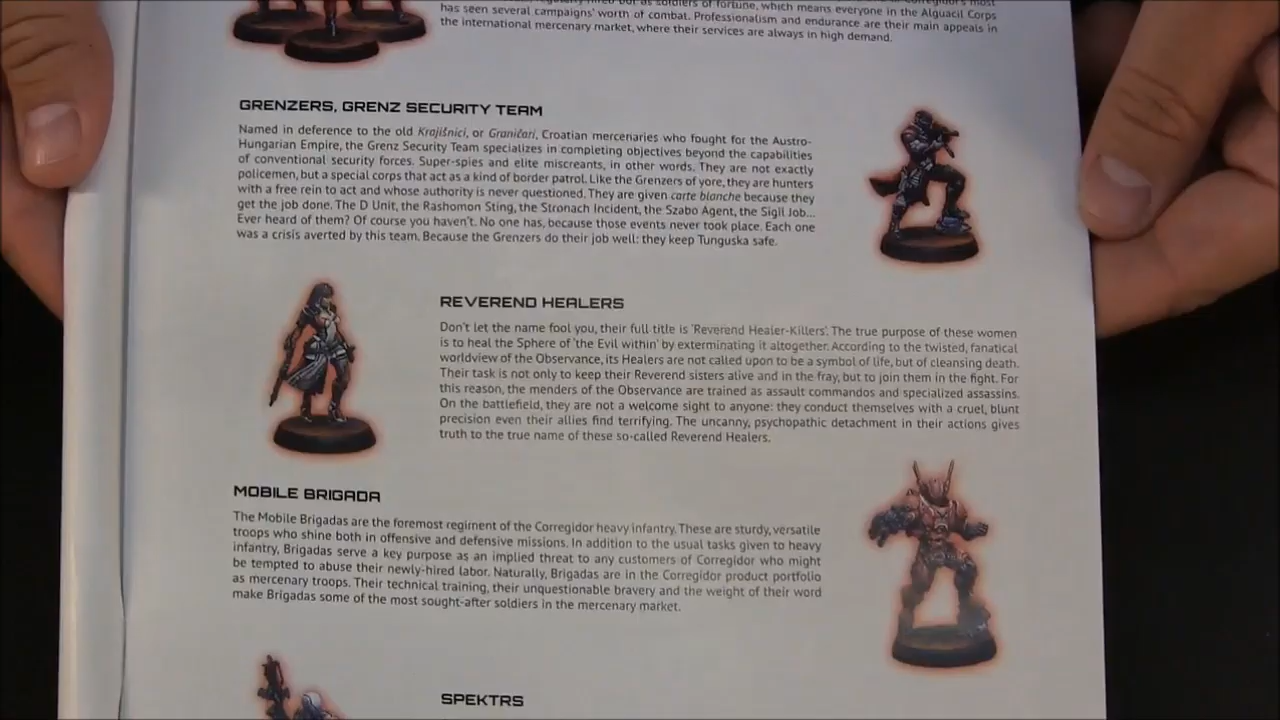 has seen several campaigns' worth of combat. Professionalism and endurance are their main appeals in
the international mercenary market, where their services are always in high demand.
GRENZERS, GRENZ SECURITY TEAM
Named in deference to the old Krajišnici, or Graničari, Croatian mercenaries who fought for the Austro-
Hungarian Empire, the Grenz Security Team specializes in completing objectives beyond the capabilities
of conventional security forces. Super-spies and elite miscreants, in other words. They are not exactly
policemen, but a special corps that act as a kind of border patrol. Like the Grenzers of yore, they are hunters
with a free rein to act and whose authority is never questioned. They are given carte blanche because they
get the job done. The D Unit, the Rashomon Sting, the Stronach Incident, the Szabo Agent, the Sigil Job...
Ever heard of them? Of course you haven't. No one has, because those events never took place. Each one
was a crisis averted by this team. Because the Grenzers do their job well: they keep Tunguska safe.
REVEREND HEALERS
Don't let the name fool you, their full title is 'Reverend Healer-Killers'. The true purpose of these women
is to heal the Sphere of 'the Evil within' by exterminating it altogether. According to the twisted, fanatical
worldview of the Observance, its Healers are not called upon to be a symbol of life, but of cleansing death.
Their task is not only to keep their Reverend sisters alive and in the fray, but to join them in the fight. For
this reason, the menders of the Observance are trained as assault commandos and specialized assassins.
On the battlefield, they are not a welcome sight to anyone: they conduct themselves with a cruel, blunt
precision even their allies find terrifying. The uncanny, psychopathic detachment in their actions gives
truth to the true name of these so-called Reverend Healers.
MOBILE BRIGADA
The Mobile Brigadas are the foremost regiment of the Corregidor heavy infantry. These are sturdy, versatile
troops who shine both in offensive and defensive missions. In addition to the usual tasks given to heavy
infantry, Brigadas serve a key purpose as an implied threat to any customers of Corregidor who might
be tempted to abuse their newly-hired labor. Naturally, Brigadas are in the Corregidor product portfolio
as mercenary troops. Their technical training, their unquestionable bravery and the weight of their word
make Brigadas some of the most sought-after soldiers in the mercenary market.
SPEKTRS